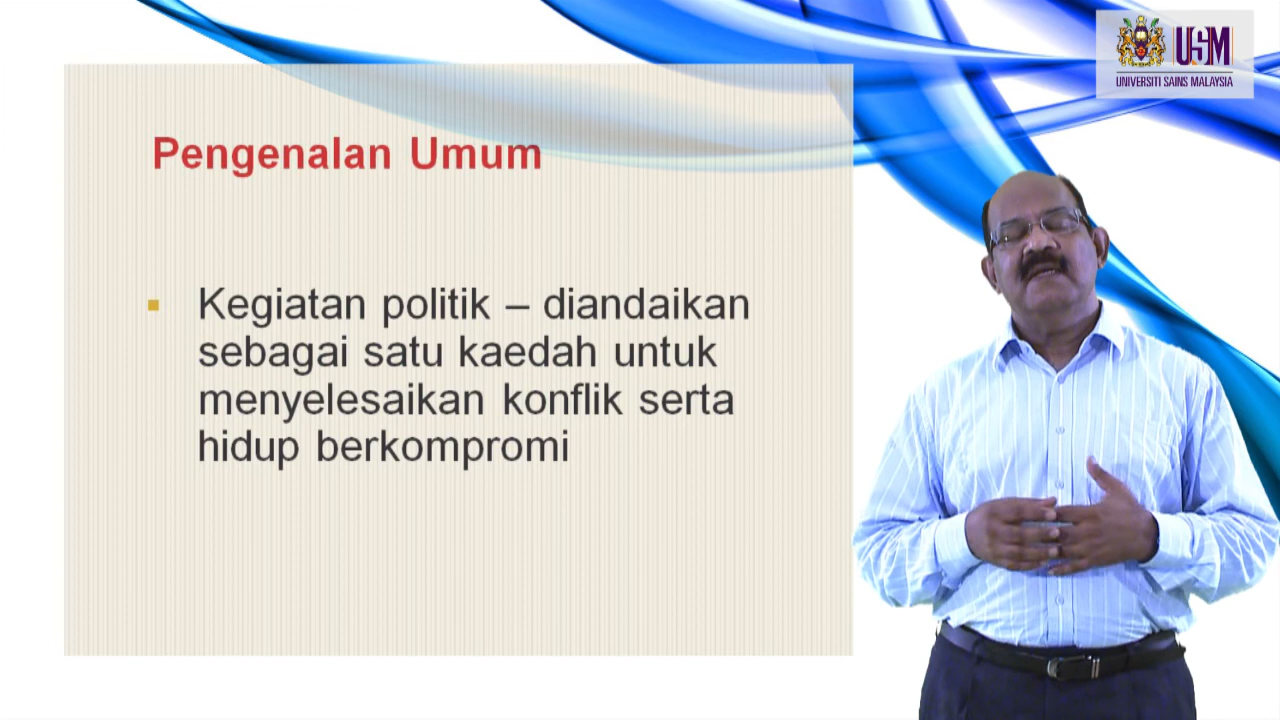 USM
UNIVERSITI SAINS MALAYSIA
Pengenalan Umum
Kegiatan politik – diandaikan
sebagai satu kaedah untuk
menyelesaikan konflik serta
hidup berkompromi